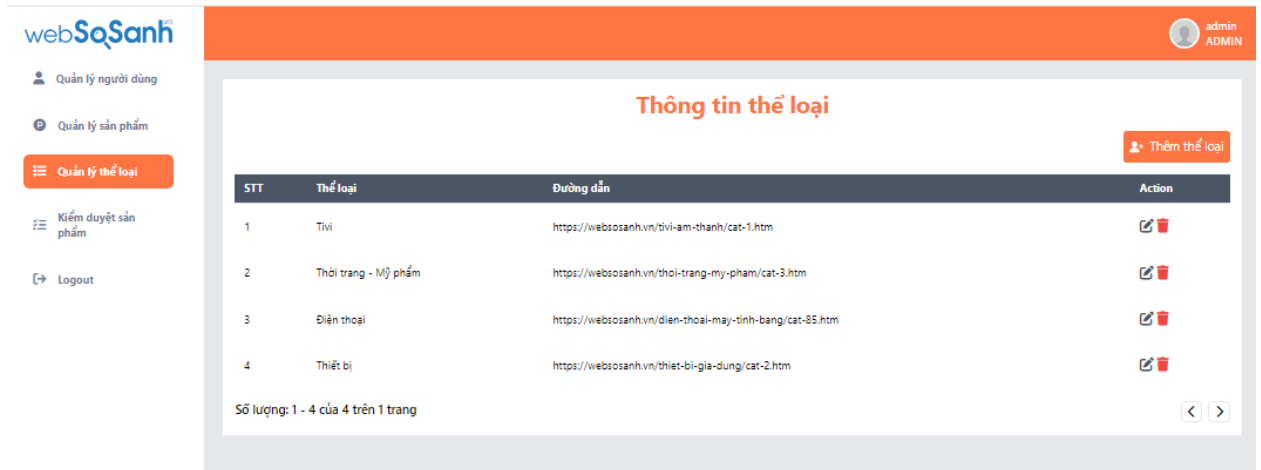 webSoSanh.vn
admin
ADMIN
Quản lý người dùng
Quản lý sản phẩm
Quản lý thể loại
Kiểm duyệt sản
phẩm
Logout
Thông tin thể loại
Thêm thể loại
STT Thể loại Đường dẫn Action
1 Tivi https://websosanh.vn/tivi-am-thanh/cat-1.htm
2 Thời trang - Mỹ phẩm https://websosanh.vn/thoi-trang-my-pham/cat-3.htm
3 Điện thoại https://websosanh.vn/dien-thoai-may-tinh-bang/cat-85.htm
4 Thiết bị https://websosanh.vn/thiet-bi-gia-dung/cat-2.htm
Số lượng: 1 - 4 của 4 trên 1 trang